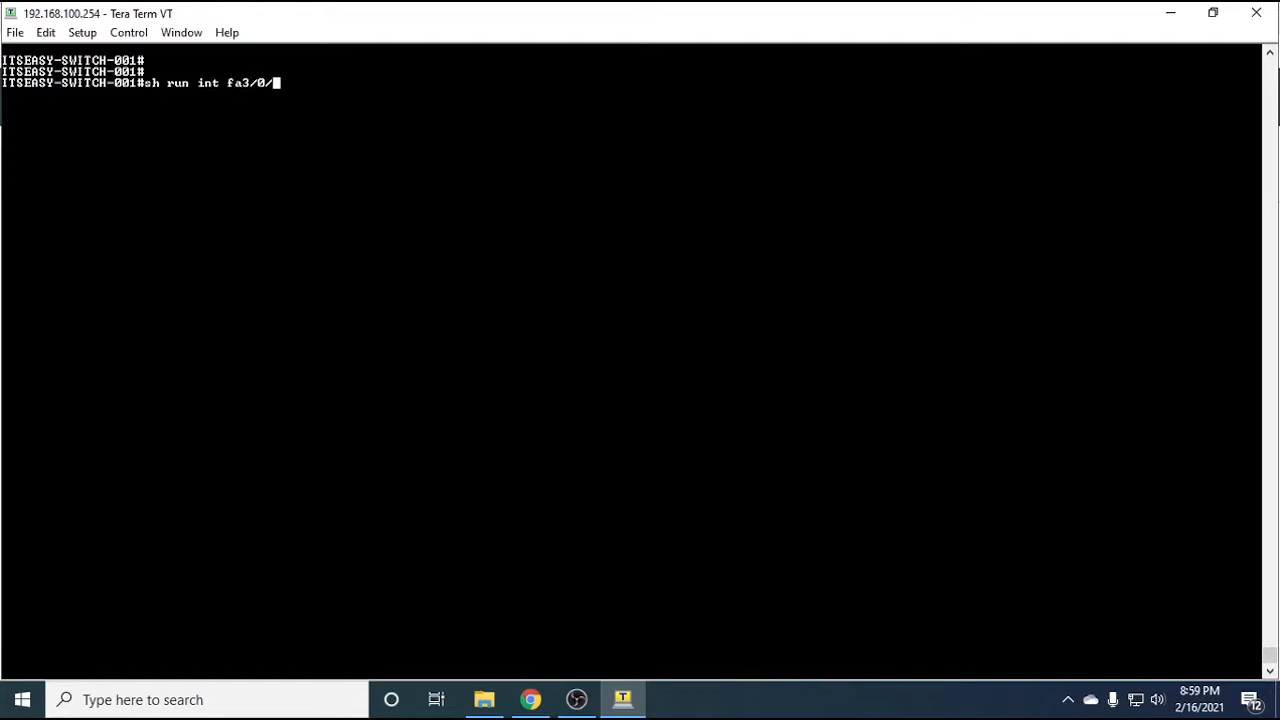 192.168.100.254 - Tera Term VT
File Edit Setup Control Window Help
ITSEASY-SWITCH-001#
ITSEASY-SWITCH-001#
ITSEASY-SWITCH-001#sh run int fa3/0/
Type here to search
T
8:59 PM
2/16/2021
12